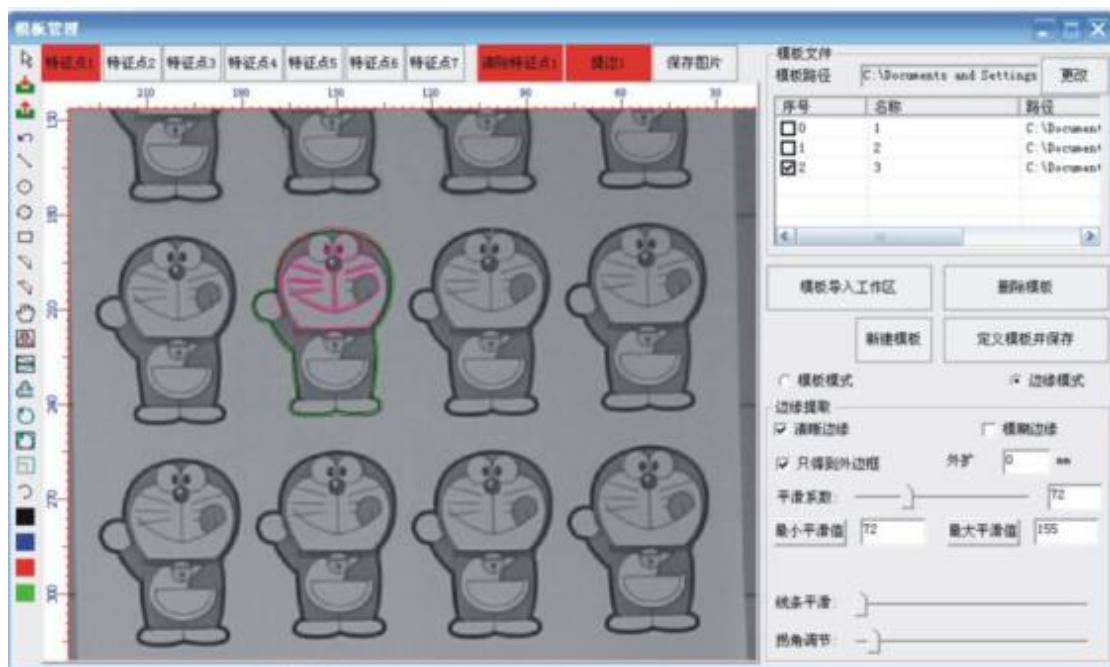 模板管理
特征点1 特征点2 特征点3 特征点4 特征点5 特征点6 特征点7 清除特征点1 提边1 保存图片
210 180 150 120 90 60 30
150
180
210
240
270
300
模板文件
模板路径 C:\Documents and Settings 更改
序号 名称 路径
0 1 C:\Document
1 2 C:\Document
2 3 C:\Document
模板导入工作区 删除模板
新建模板 定义模板并保存
模板模式 边缘模式
边缘提取
清晰边缘 模糊边缘
只得到外边框 外扩 0 mm
平滑系数: 72
最小平滑值 72 最大平滑值 155
线条平滑:
拐角调节: